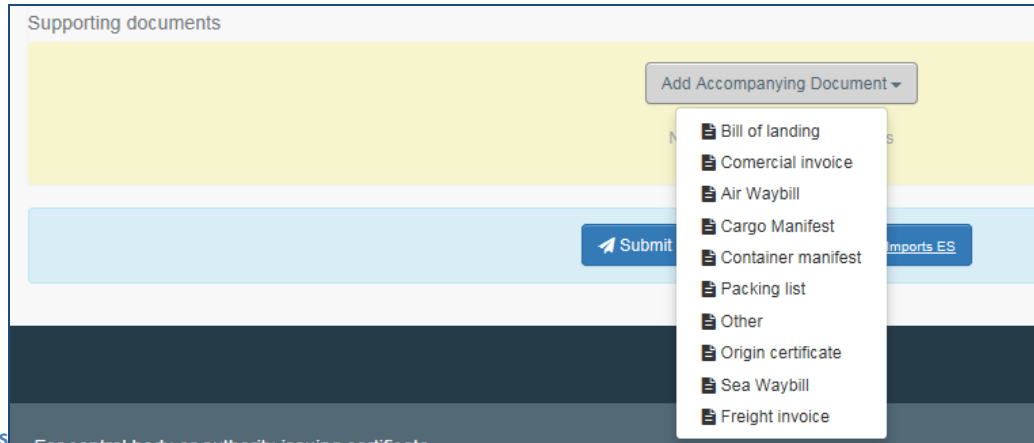 Supporting documents
Add Accompanying Document
Bill of landing
Comercial invoice
Air Waybill
Cargo Manifest
Submit
Imports ES
Container manifest
Packing list
Other
Origin certificate
Sea Waybill
Freight invoice